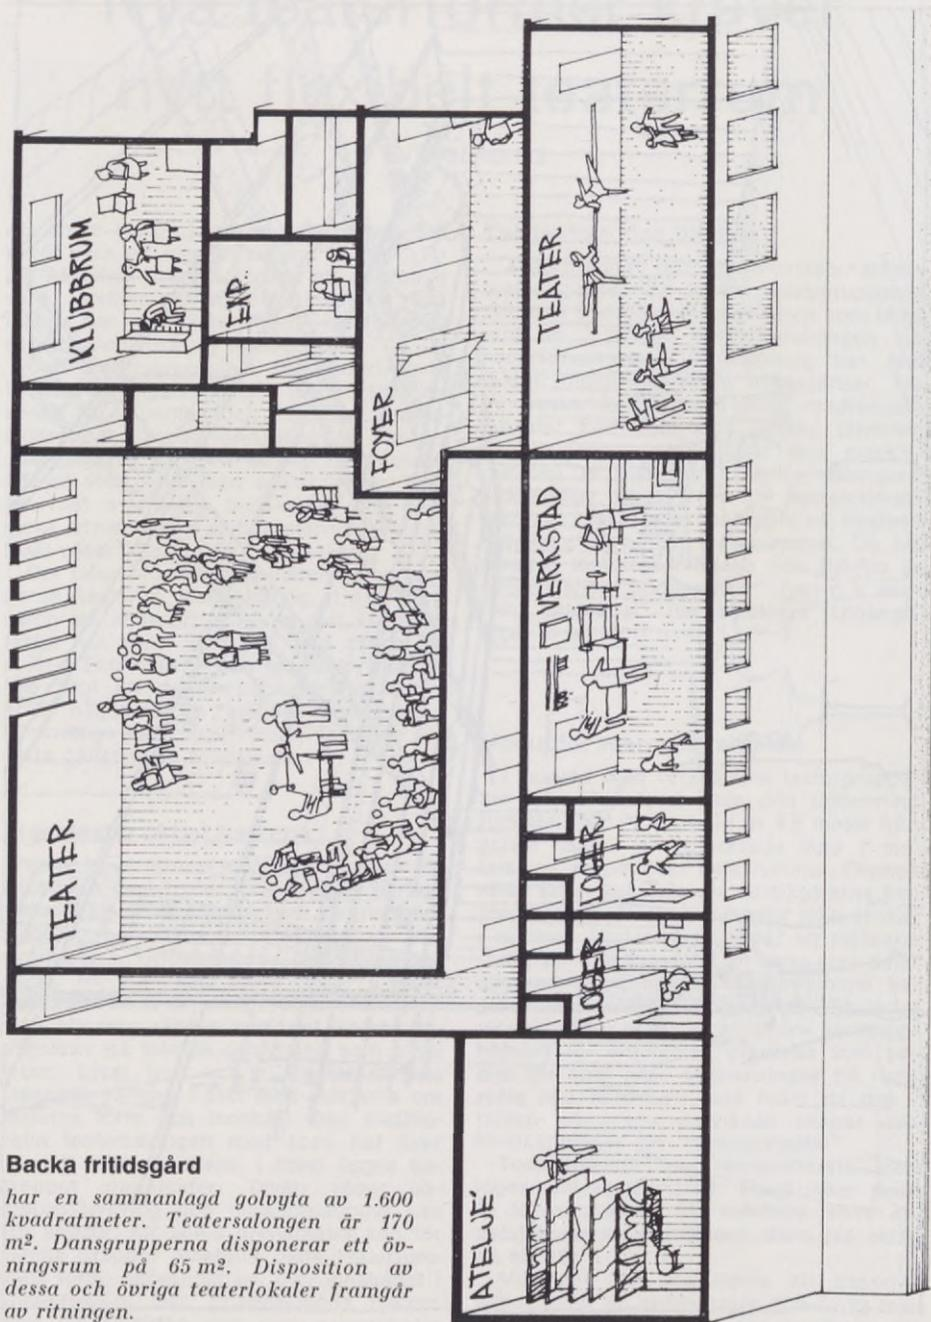 KLUBBRUM
EXP.
FOYER
TEATER
TEATER
VERKSTAD
LOGER
LOGER
ATELJÉ
Backa fritidsgård
har en sammanlagd golvyta av 1.600
kvadratmeter. Teatersalongen är 170
m². Dansgrupperna disponerar ett öv-
ningsrum på 65 m². Disposition av
dessa och övriga teaterlokaler framgår
av ritningen.